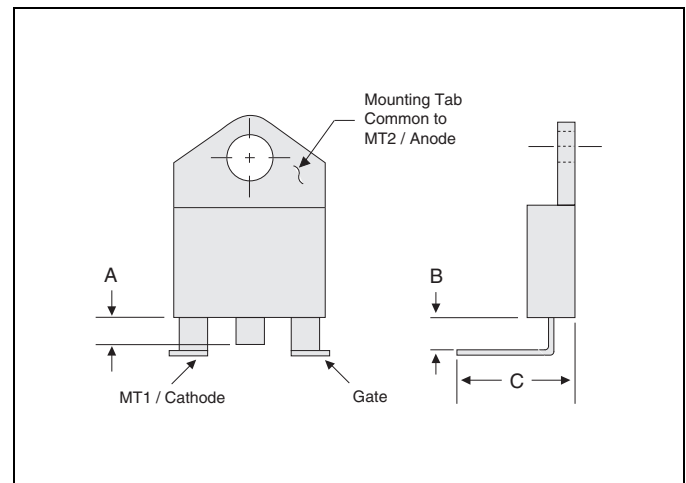 Mounting Tab
Common to
MT2 / Anode
A
B
C
MT1 / Cathode
Gate